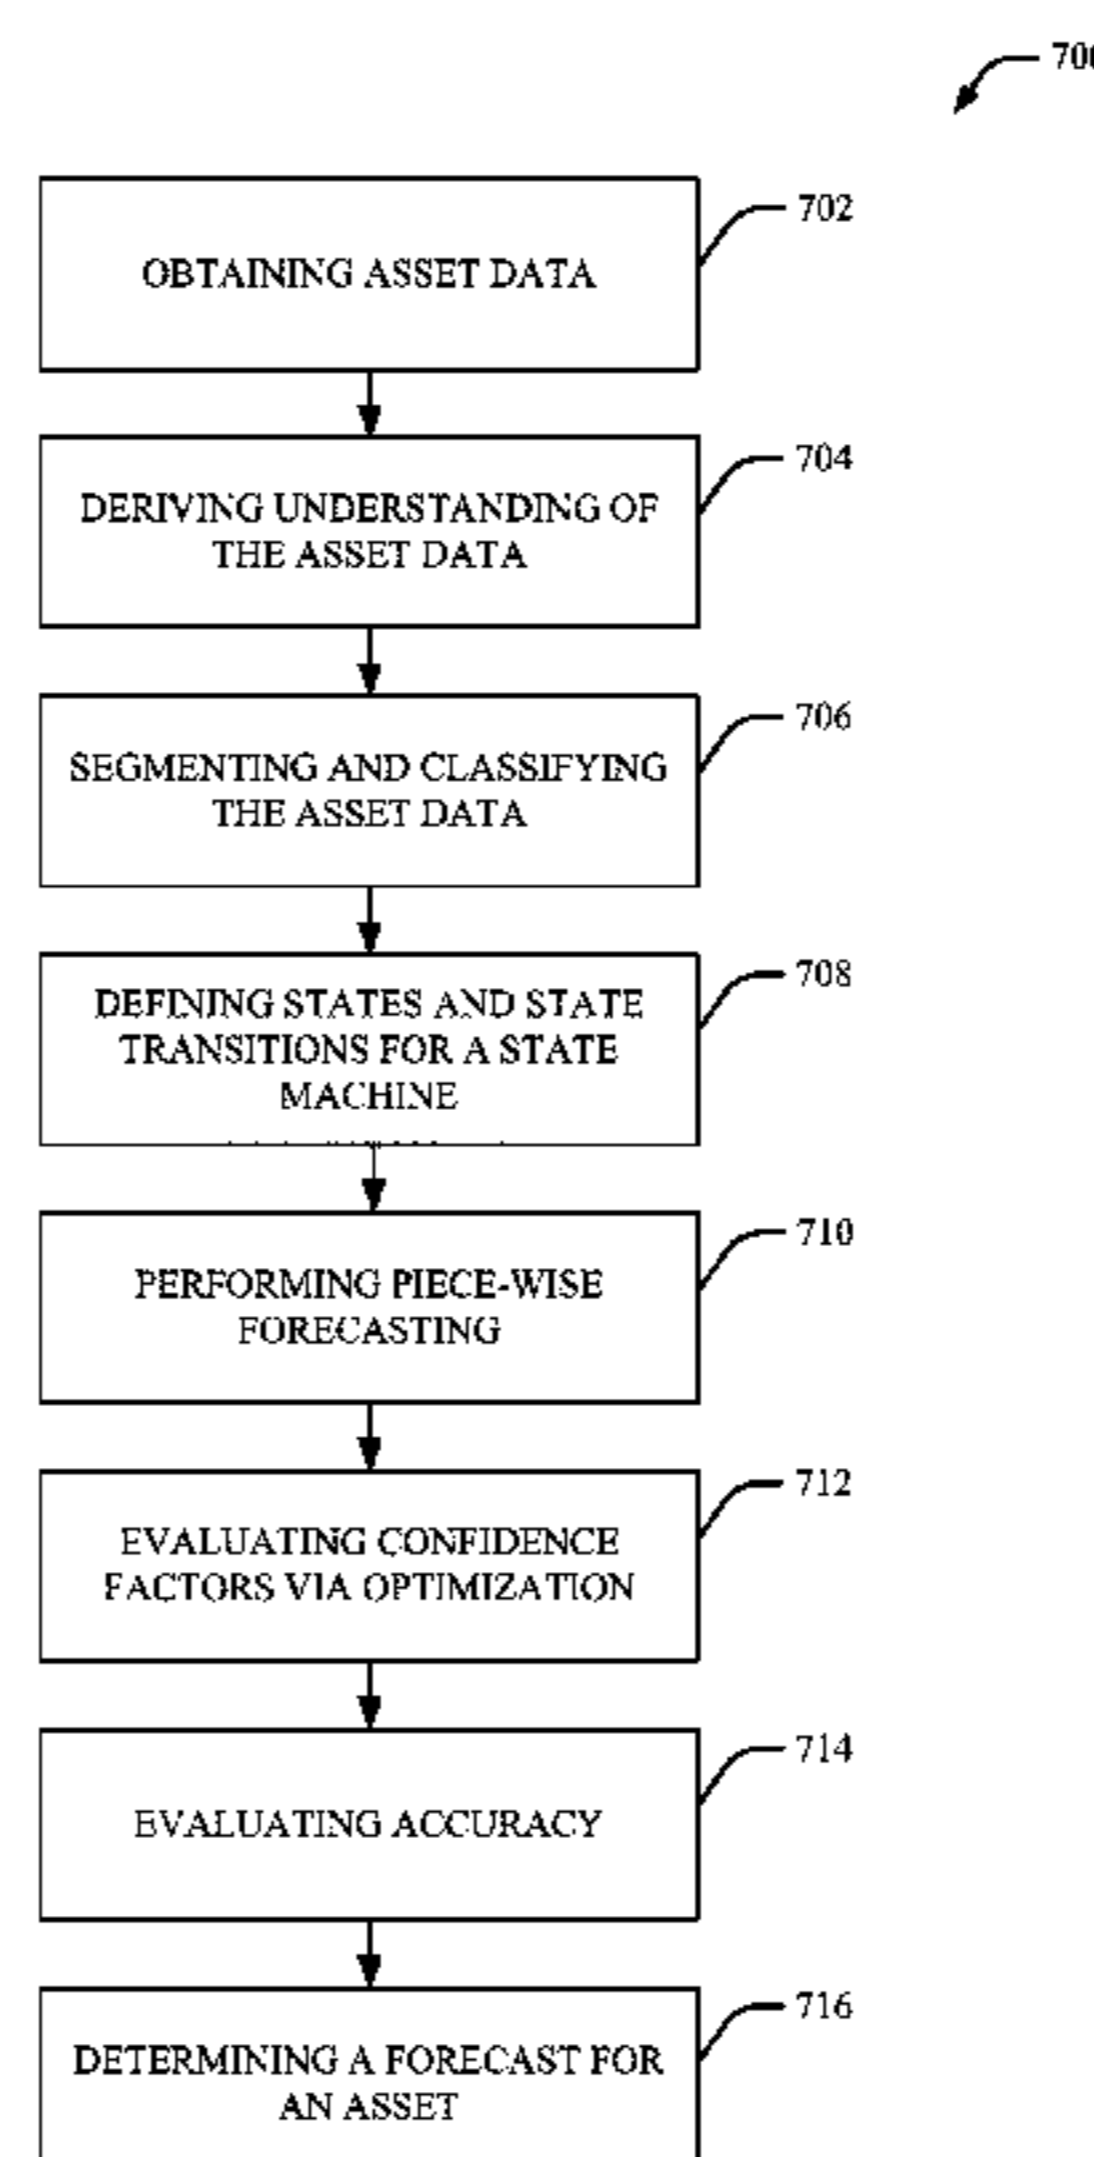 700
702
OBTAINING ASSET DATA
704
DERIVING UNDERSTANDING OF
THE ASSET DATA
706
SEGMENTING AND CLASSIFYING
THE ASSET DATA
708
DEFINING STATES AND STATE
TRANSITIONS FOR A STATE
MACHINE
710
PERFORMING PIECE-WISE
FORECASTING
712
EVALUATING CONFIDENCE
FACTORS VIA OPTIMIZATION
714
EVALUATING ACCURACY
716
DETERMINING A FORECAST FOR
AN ASSET